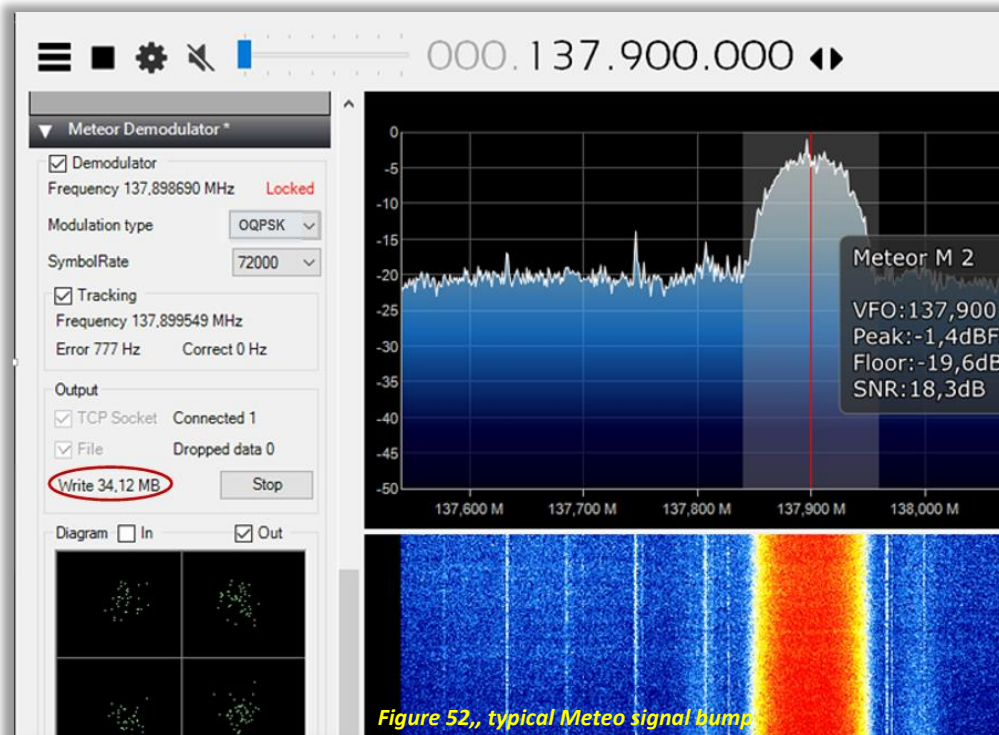 000.137.900.000
Meteor Demodulator *
Demodulator
Frequency 137,898690 MHz Locked
Modulation type OQPSK
SymbolRate 72000
Tracking
Frequency 137,899549 MHz
Error 777 Hz Correct 0 Hz
Output
TCP Socket Connected 1
File Dropped data 0
Write 34,12 MB Stop
Diagram In Out
0
-5
-10
-15
-20
-25
-30
-35
-40
-45
-50
137,600 M 137,700 M 137,800 M 137,900 M 138,000 M
Meteor M 2
VFO:137,900
Peak:-1,4dBF
Floor:-19,6dB
SNR:18,3dB
Figure 52,, typical Meteo signal bump